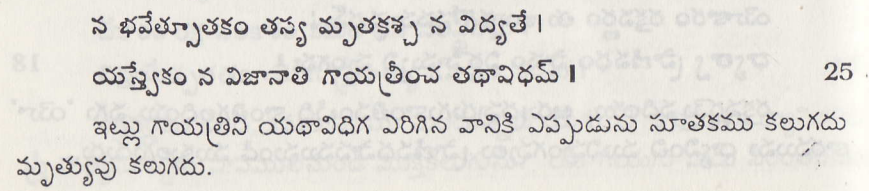 న భవేత్సూతకం తస్య మృతకశ్చ న విద్యతే |
యస్త్వేకం న విజానాతి గాయత్రీంచ తథావిధమ్ | 25
ఇట్లు గాయత్రిని యథావిధిగ వెరిగిన వానికి ఎప్పుడును సూతకము కలుగదు
మృత్యువు కలుగదు.